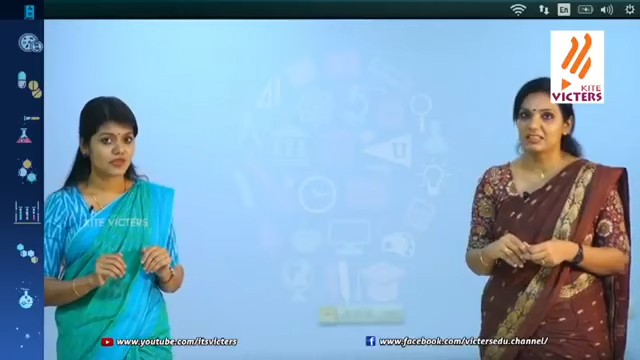 En
KITE
VICTERS
KITE VICTERS
www.youtube.com/itsvicters
www.facebook.com/victersedu.channel/